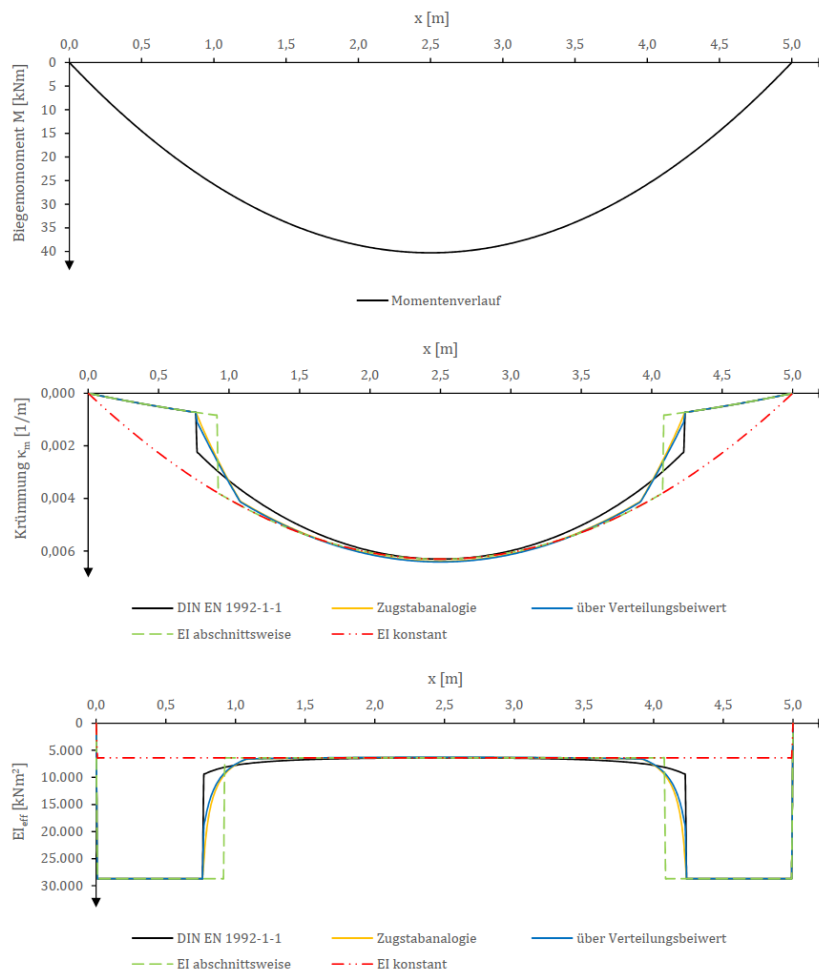 x [m]
0,0 0,5 1,0 1,5 2,0 2,5 3,0 3,5 4,0 4,5 5,0
0
5
10
15
20
25
30
35
40
Biegemomoment M [kNm]
Momentenverlauf
x [m]
0,0 0,5 1,0 1,5 2,0 2,5 3,0 3,5 4,0 4,5 5,0
0,000
0,002
0,004
0,006
Krümmung κm [1/m]
DIN EN 1992-1-1 Zugstabanalogie über Verteilungsbeiwert
EI abschnittsweise EI konstant
x [m]
0,0 0,5 1,0 1,5 2,0 2,5 3,0 3,5 4,0 4,5 5,0
0
5.000
10.000
15.000
20.000
25.000
30.000
EIeff [kNm²]
DIN EN 1992-1-1 Zugstabanalogie über Verteilungsbeiwert
EI abschnittsweise EI konstant